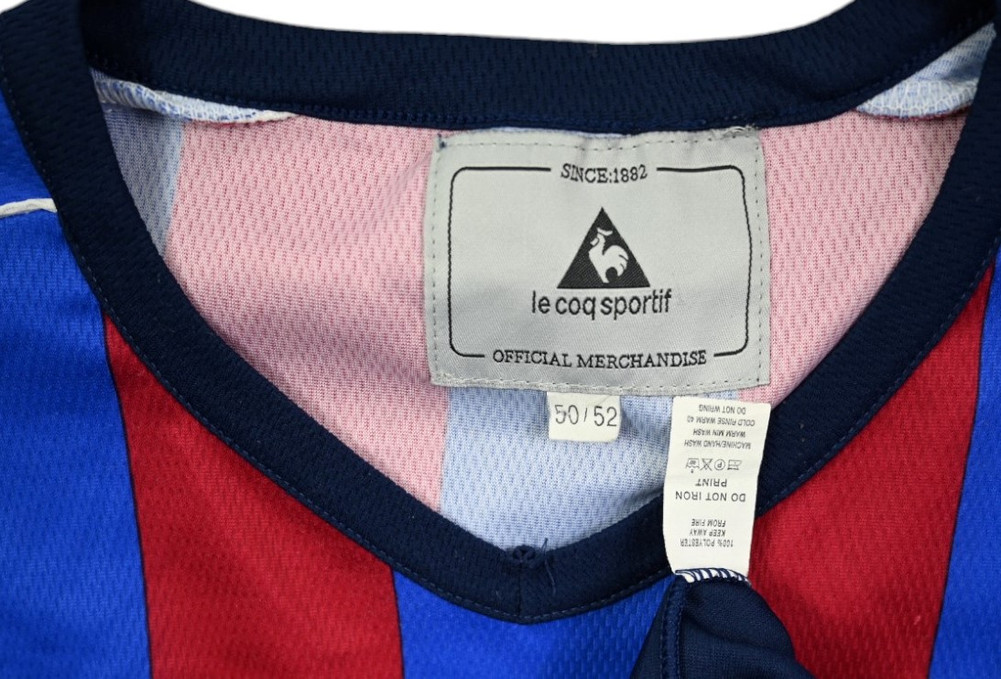 SINCE:1882
le coq sportif
OFFICIAL MERCHANDISE
50/52
100% POLYESTER
KEEP AWAY
FROM FIRE
DO NOT IRON
PRINT
MACHINE/HAND WASH
WARM MIN WASH
COLD RINSE WARM 40
DO NOT WRING